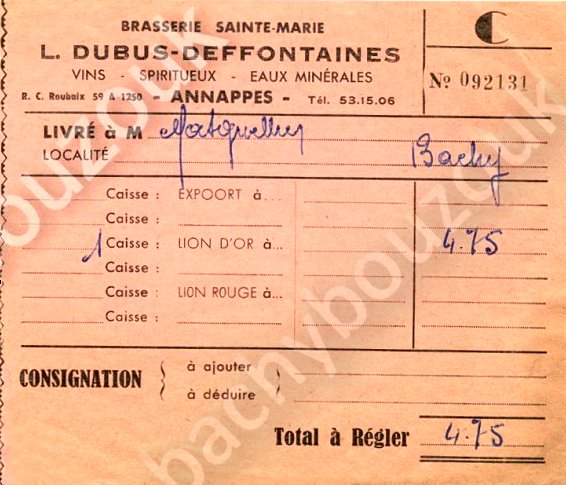 BRASSERIE SAINTE-MARIE
L. DUBUS-DEFFONTAINES
VINS - SPIRITUEUX - EAUX MINÉRALES
R. C. Roubaix 59 A-1250 - ANNAPPES - Tél. 53.15.06
C
No 092131
LIVRÉ à M
LOCALITÉ Bachy
Caisse : EXPOORT à...
Caisse :
1 Caisse : LION D'OR à... 4.75
Caisse :
Caisse : LION ROUGE à...
Caisse :
CONSIGNATION { à ajouter }
à déduire
Total à Régler 4.75
bachybouzouk
bouzouk